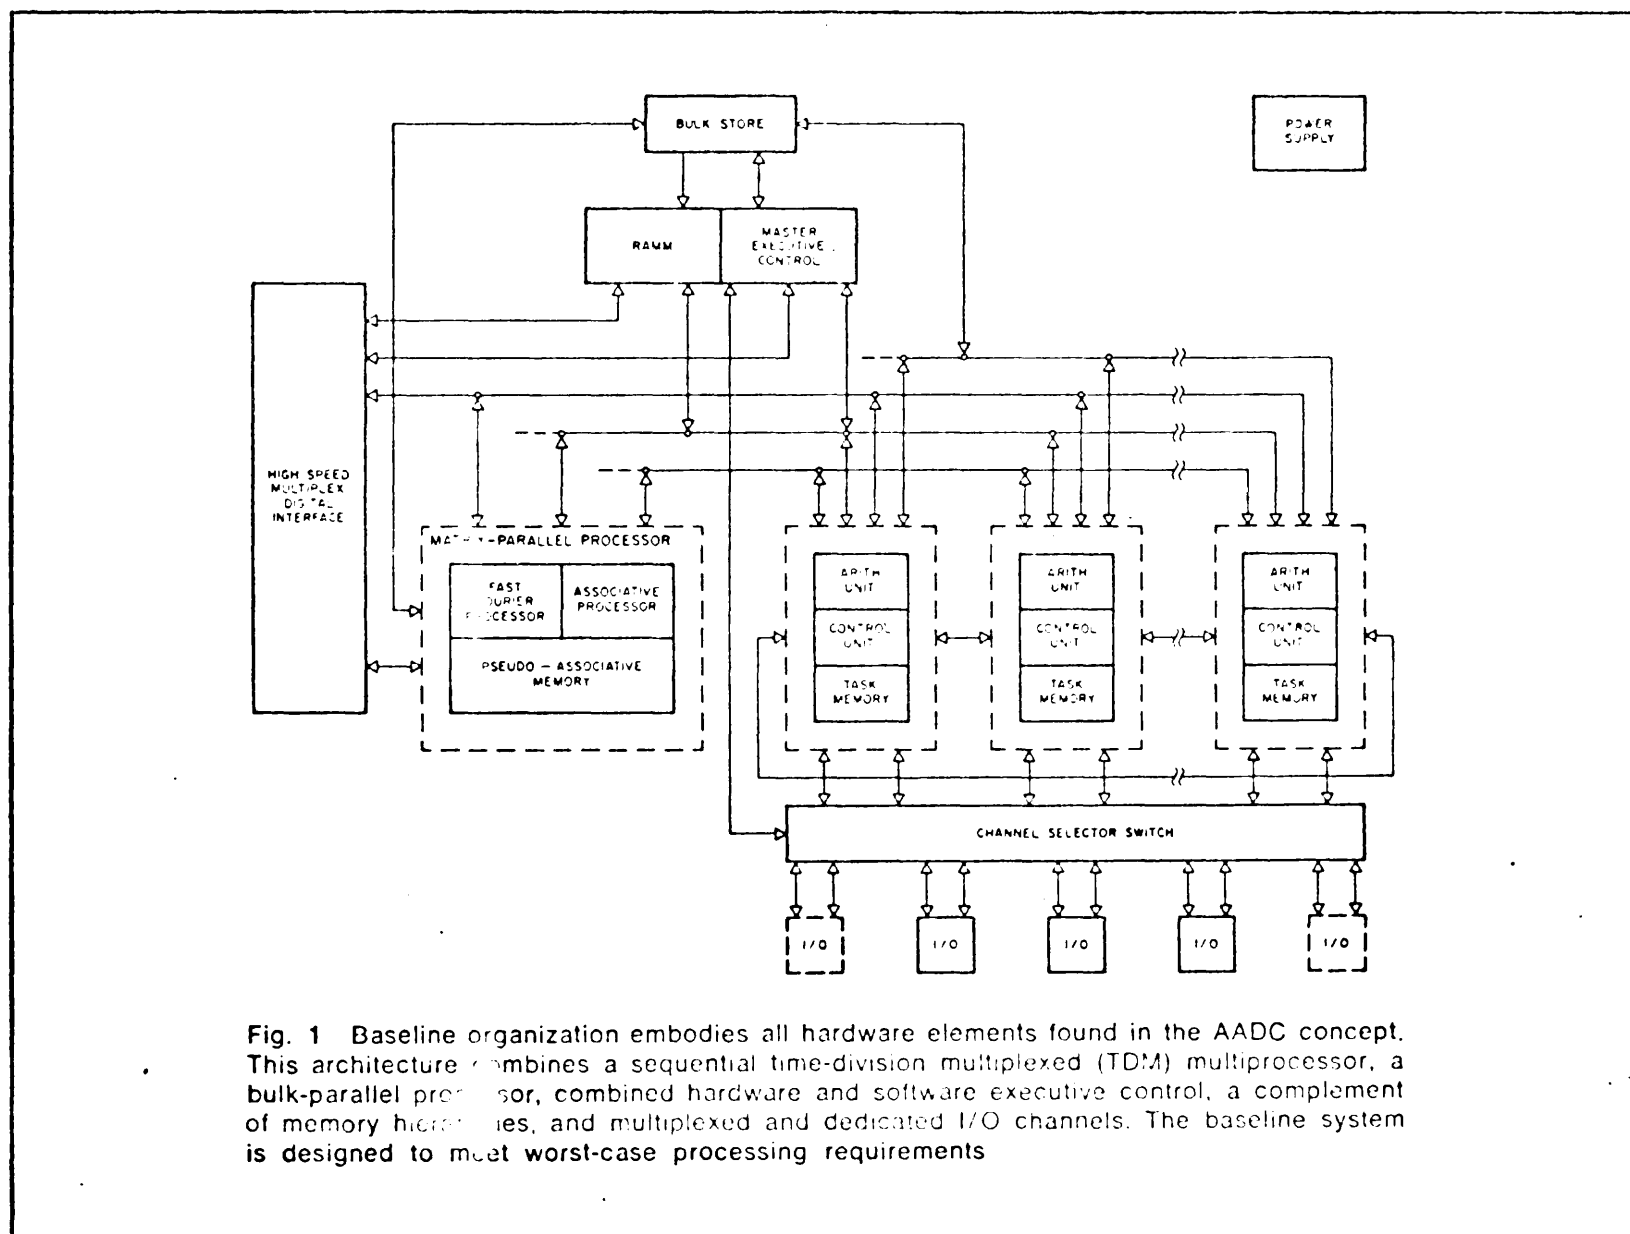 BULK STORE
POWER
SUPPLY
RAMM
MASTER
EXECUTIVE
CONTROL
HIGH SPEED
MULTIPLEX
DIGITAL
INTERFACE
-PARALLEL PROCESSOR
FAST
ASSOCIATIVE
PROCESSOR
PSEUDO - ASSOCIATIVE
MEMORY
ARITH
UNIT
CONTROL
UNIT
TASK
MEMORY
ARITH
UNIT
CONTROL
UNIT
TASK
MEMORY
ARITH
UNIT
CONTROL
UNIT
TASK
MEMORY
CHANNEL SELECTOR SWITCH
I/O
I/O
I/O
I/O
I/O
Fig. 1 Baseline organization embodies all hardware elements found in the AADC concept.
This architecture combines a sequential time-division multiplexed (TDM) multiprocessor, a
bulk-parallel processor, combined hardware and software executive control, a complement
of memory hierarchies, and multiplexed and dedicated I/O channels. The baseline system
is designed to meet worst-case processing requirements